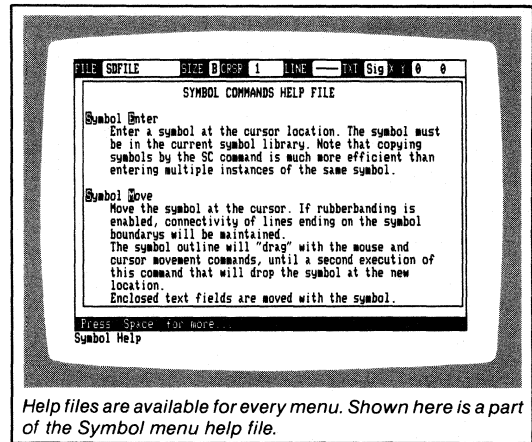 FILE SDFILE SIZE B CRSP 1 LINE TXT Sig X Y 0 0
SYMBOL COMMANDS HELP FILE
Symbol Enter
Enter a symbol at the cursor location. The symbol must
be in the current symbol library. Note that copying
symbols by the SC command is much more efficient than
entering multiple instances of the same symbol.
Symbol Move
Move the symbol at the cursor. If rubberbanding is
enabled, connectivity of lines ending on the symbol
boundarys will be maintained.
The symbol outline will "drag" with the mouse and
cursor movement commands, until a second execution of
this command that will drop the symbol at the new
location.
Enclosed text fields are moved with the symbol.
Press Space for more...
Symbol Help
Help files are available for every menu. Shown here is a part
of the Symbol menu help file.